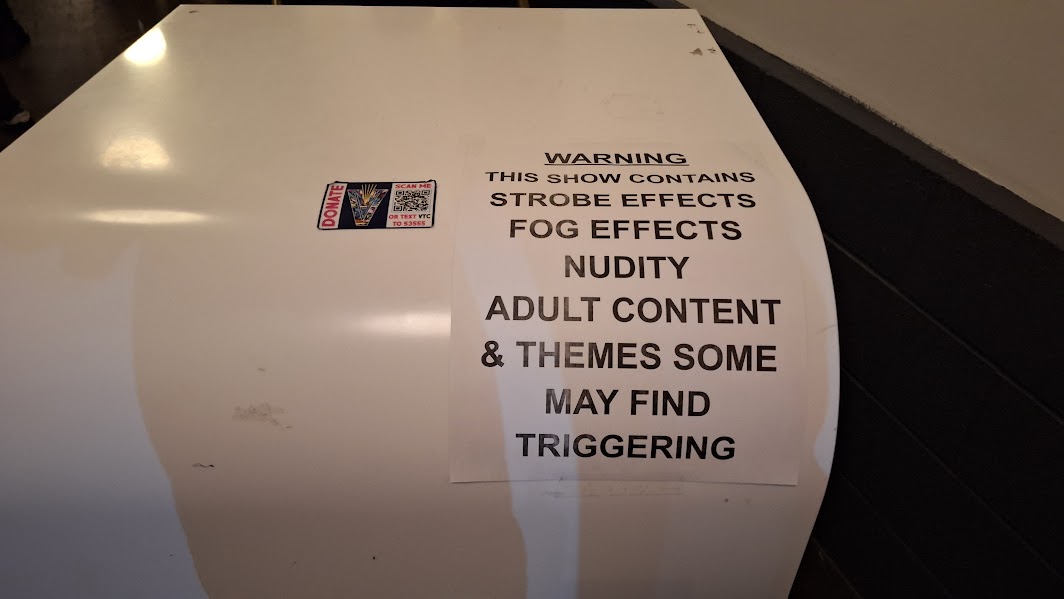 DONATE
SCAN ME
OR TEXT VTC
TO 53555
WARNING
THIS SHOW CONTAINS
STROBE EFFECTS
FOG EFFECTS
NUDITY
ADULT CONTENT
& THEMES SOME
MAY FIND
TRIGGERING